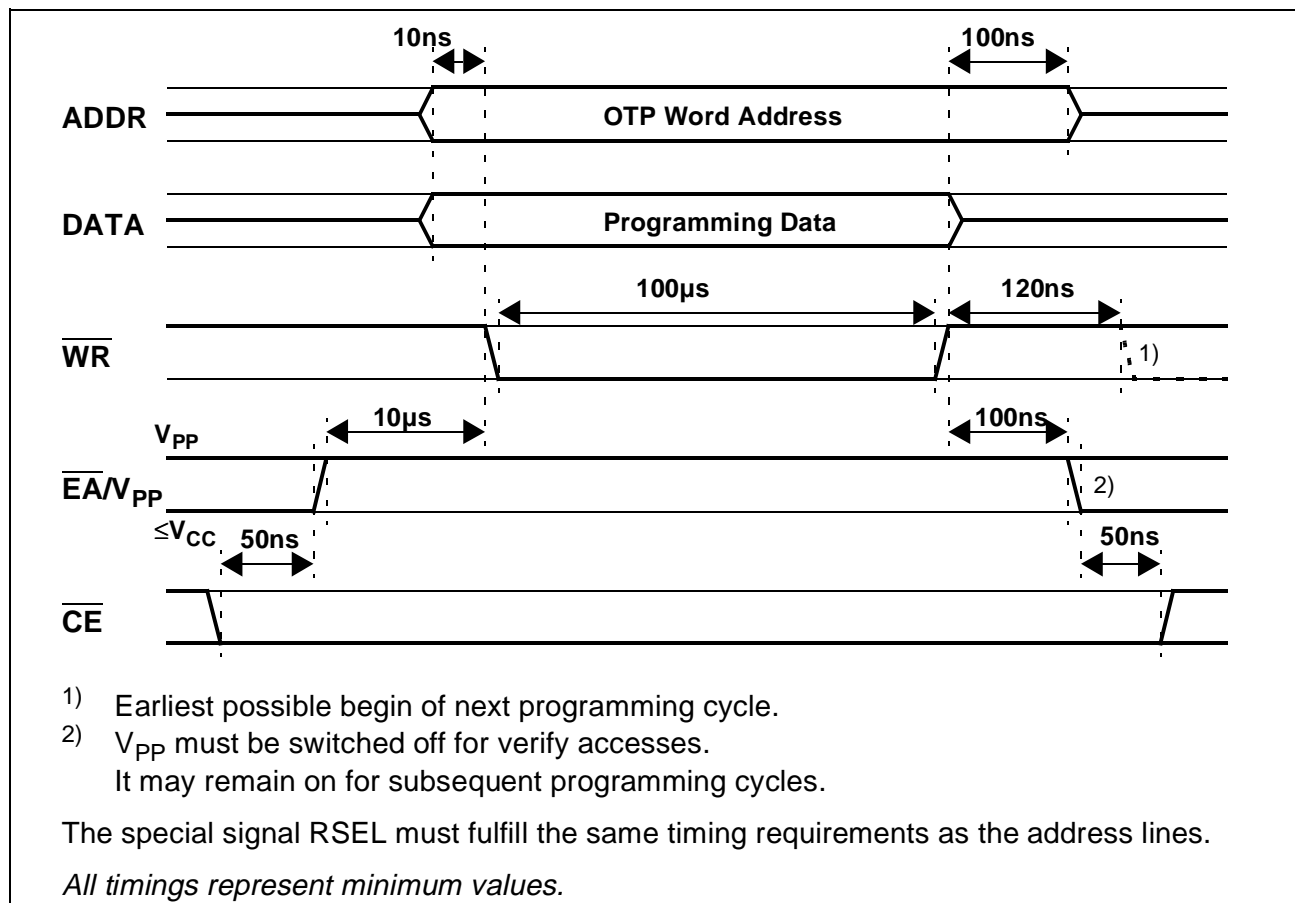 10ns 100ns
ADDR OTP Word Address
DATA Programming Data
100µs 120ns
WR 1)
VPP 10µs 100ns
EA/VPP 2)
≤VCC 50ns 50ns
CE
1) Earliest possible begin of next programming cycle.
2) VPP must be switched off for verify accesses.
It may remain on for subsequent programming cycles.
The special signal RSEL must fulfill the same timing requirements as the address lines.
All timings represent minimum values.